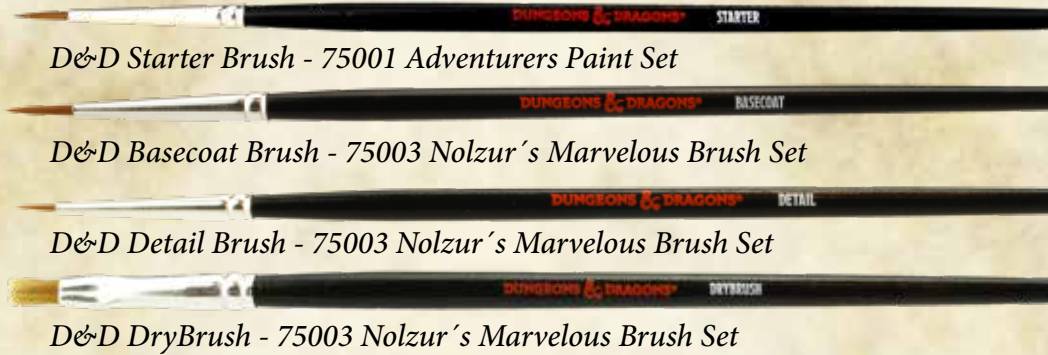 DUNGEONS & DRAGONS® STARTER
D&D Starter Brush - 75001 Adventurers Paint Set
DUNGEONS & DRAGONS® BASECOAT
D&D Basecoat Brush - 75003 Nolzur´s Marvelous Brush Set
DUNGEONS & DRAGONS® DETAIL
D&D Detail Brush - 75003 Nolzur´s Marvelous Brush Set
DUNGEONS & DRAGONS® DRYBRUSH
D&D DryBrush - 75003 Nolzur´s Marvelous Brush Set